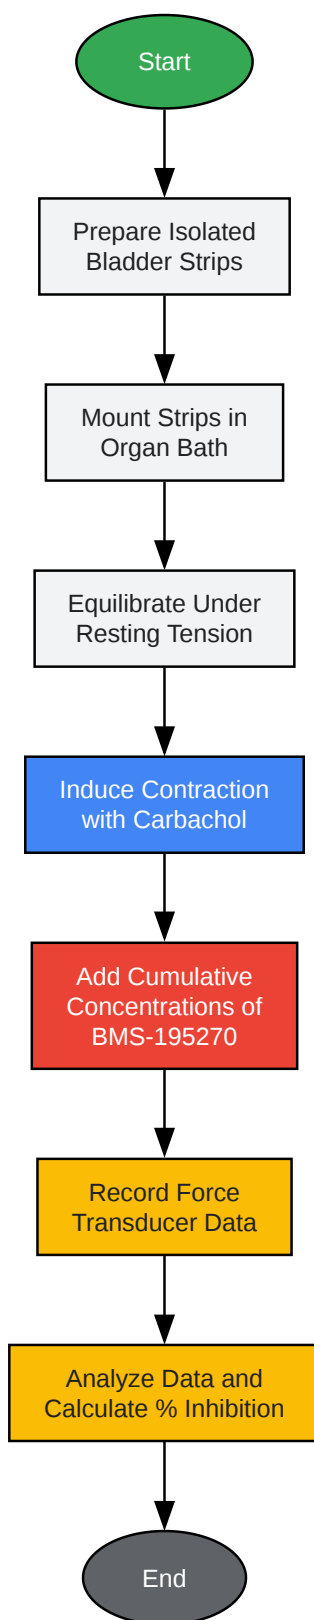 Start
Prepare Isolated
Bladder Strips
Mount Strips in
Organ Bath
Equilibrate Under
Resting Tension
Induce Contraction
with Carbachol
Add Cumulative
Concentrations of
BMS-195270
Record Force
Transducer Data
Analyze Data and
Calculate % Inhibition
End